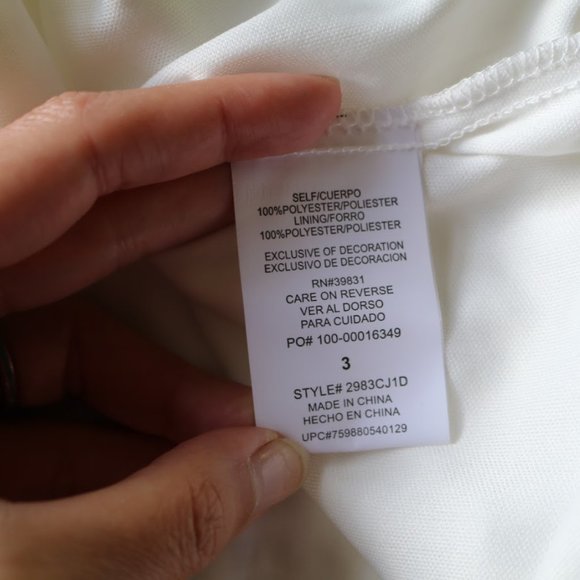 SELF/CUERPO
100%POLYESTER/POLIESTER
LINING/FORRO
100%POLYESTER/POLIESTER
EXCLUSIVE OF DECORATION
EXCLUSIVO DE DECORACION
RN#39831
CARE ON REVERSE
VER AL DORSO
PARA CUIDADO
PO# 100-00016349
3
STYLE# 2983CJ1D
MADE IN CHINA
HECHO EN CHINA
UPC#759880540129